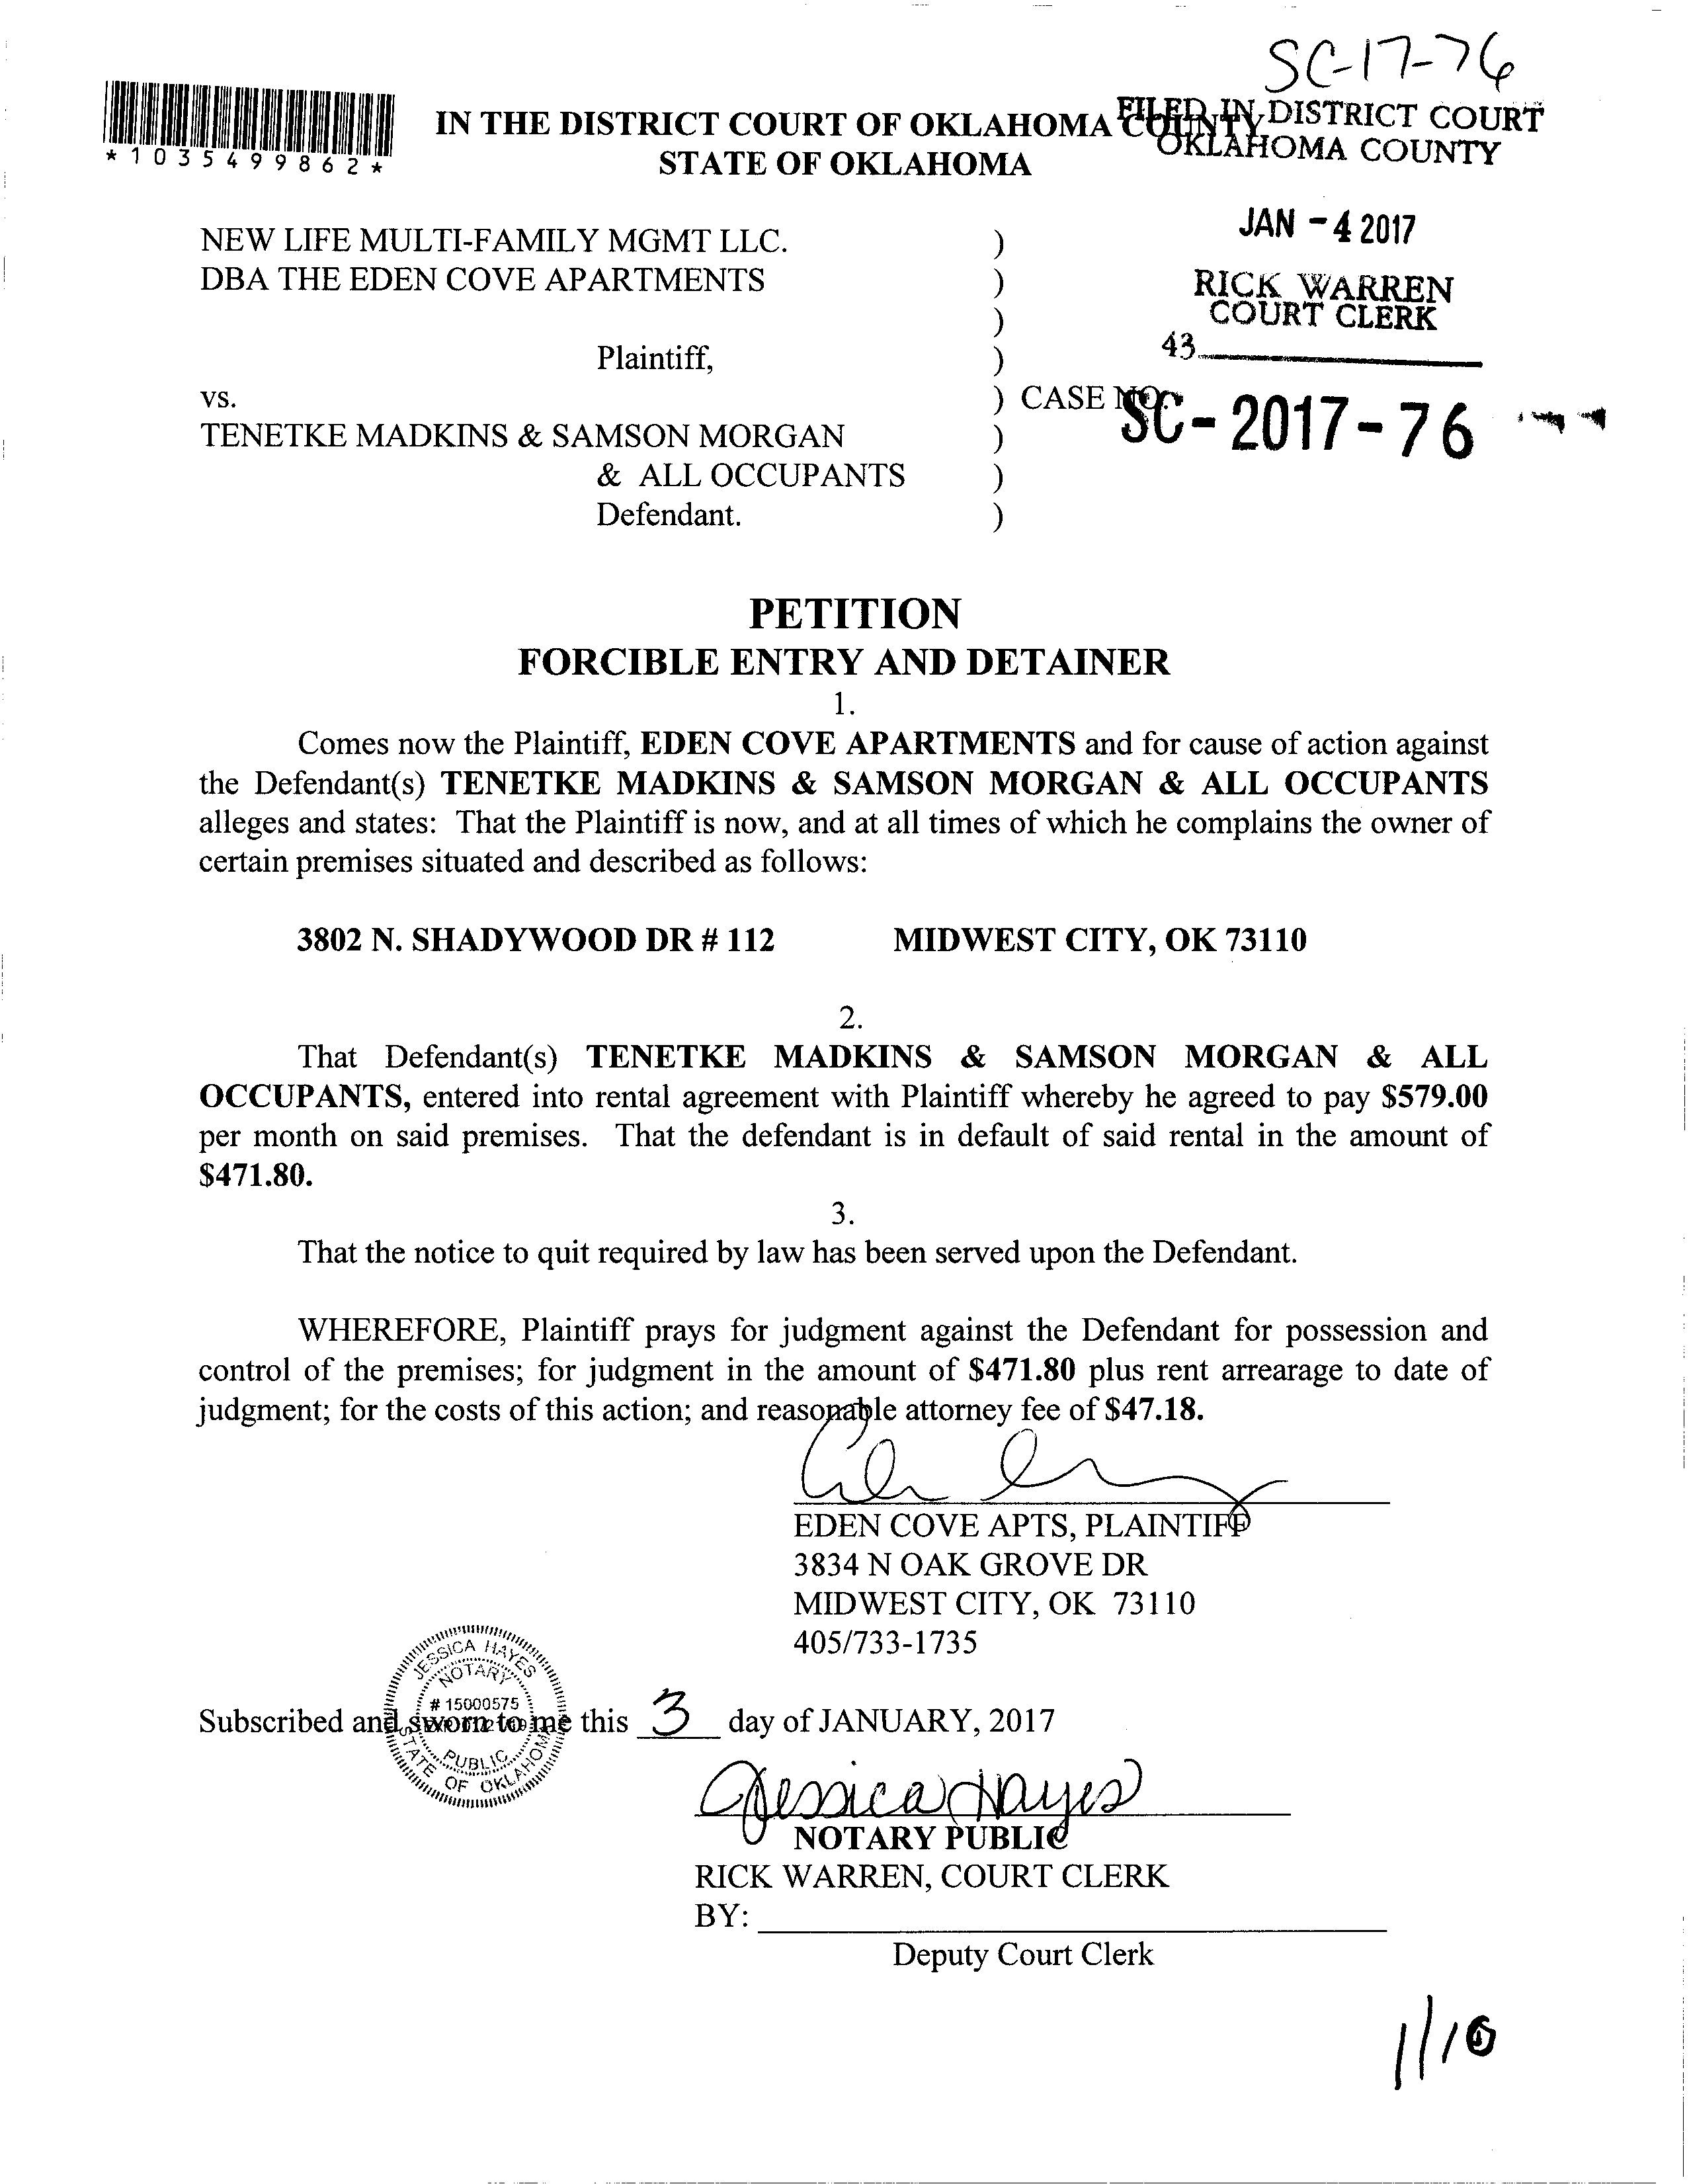 SC-17-76
*1035499862*
IN THE DISTRICT COURT OF OKLAHOMA COUNTY
STATE OF OKLAHOMA
FILED IN DISTRICT COURT
OKLAHOMA COUNTY
JAN -4 2017
RICK WARREN
COURT CLERK
43
NEW LIFE MULTI-FAMILY MGMT LLC. )
DBA THE EDEN COVE APARTMENTS )
)
Plaintiff, )
vs. ) CASE NO.
SC-2017-76
TENETKE MADKINS & SAMSON MORGAN )
& ALL OCCUPANTS )
Defendant. )
PETITION
FORCIBLE ENTRY AND DETAINER
1.
Comes now the Plaintiff, EDEN COVE APARTMENTS and for cause of action against
the Defendant(s) TENETKE MADKINS & SAMSON MORGAN & ALL OCCUPANTS
alleges and states: That the Plaintiff is now, and at all times of which he complains the owner of
certain premises situated and described as follows:
3802 N. SHADYWOOD DR # 112 MIDWEST CITY, OK 73110
2.
That Defendant(s) TENETKE MADKINS & SAMSON MORGAN & ALL
OCCUPANTS, entered into rental agreement with Plaintiff whereby he agreed to pay $579.00
per month on said premises. That the defendant is in default of said rental in the amount of
$471.80.
3.
That the notice to quit required by law has been served upon the Defendant.
WHEREFORE, Plaintiff prays for judgment against the Defendant for possession and
control of the premises; for judgment in the amount of $471.80 plus rent arrearage to date of
judgment; for the costs of this action; and reasonable attorney fee of $47.18.
EDEN COVE APTS, PLAINTIFF
3834 N OAK GROVE DR
MIDWEST CITY, OK 73110
405/733-1735
JESSICA HAYES
NOTARY
# 15000575
PUBLIC
STATE OF OKLAHOMA
Subscribed and sworn to me this 3 day of JANUARY, 2017
Jessica Hayes
NOTARY PUBLIC
RICK WARREN, COURT CLERK
BY:
Deputy Court Clerk